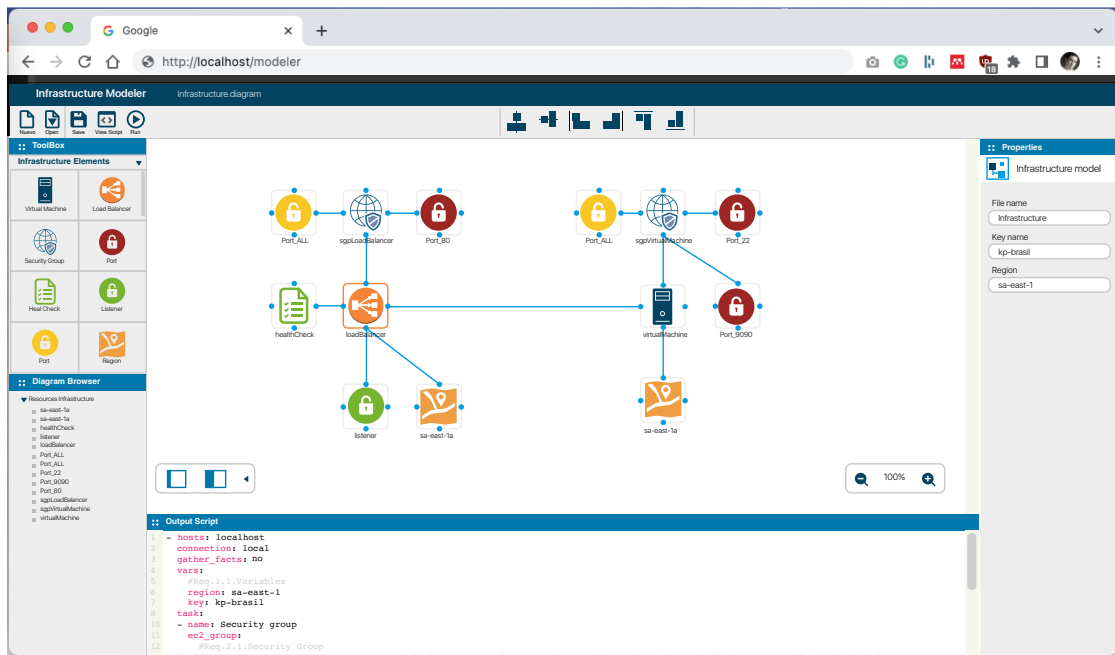 Google
http://localhost/modeler
18
Infrastructure Modeler
Infrastructure.diagram
Nuevo
Open
Save
View Script
Run
ToolBox
Infrastructure Elements
Virtual Machine
Load Balancer
Security Group
Port
Heal Check
Listener
Port
Region
Diagram Browser
Resources Infrastructure
sa-east-1a
sa-east-1a
healthCheck
listener
loadBalancer
Port_ALL
Port_ALL
Port_22
Port_9090
Port_80
sgpLoadBalancer
sgpVirtualMachine
virtualMachine
Port_ALL
sgpLoadBalancer
Port_80
Port_ALL
sgpVirtualMachine
Port_22
healthCheck
loadBalancer
virtualMachine
Port_9090
listener
sa-east-1a
sa-east-1a
100%
Output Script
1 - hosts: localhost
2 connection: local
3 gather_facts: no
4 vars:
5 #Req.1.1.Variables
6 region: sa-east-1
7 key: kp-brasil
8 task:
10 - name: Security group
11 ec2_group:
12 #Req.2.1.Security Group
Properties
Infrastructure model
File name
Infrastructure
Key name
kp-brasil
Region
sa-east-1